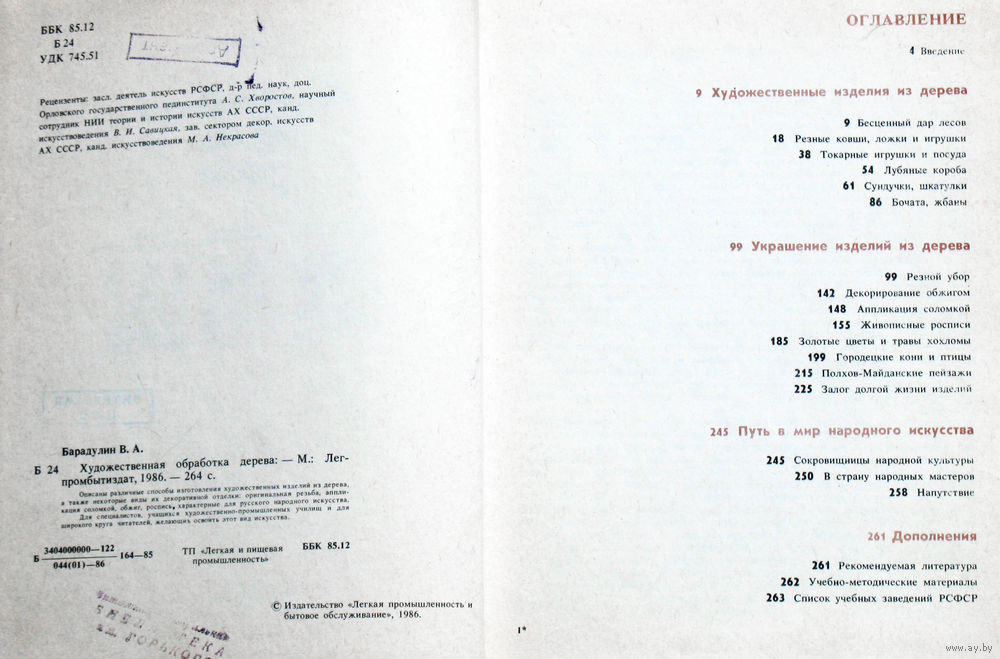 ББК 85.12
Б 24
УДК 745.51
Рецензенты: засл. деятель искусств РСФСР, д-р пед. наук, доц.
Орловского государственного пединститута А. С. Хворостов, научный
сотрудник НИИ теории и истории искусств АХ СССР, канд.
искусствоведения В. И. Савицкая, зав. сектором декор. искусств
АХ СССР, канд. искусствоведения М. А. Некрасова
Барадулин В. А.
Б 24 Художественная обработка дерева: — М.: Лег-
промбытиздат, 1986. — 264 с.
Описаны различные способы изготовления художественных изделий из дерева,
а также некоторые виды их декоративной отделки: оригинальная резьба, аппли-
кация соломкой, обжиг, роспись, характерные для русского народного искусства.
Для специалистов, учащихся художественно-промышленных училищ и для
широкого круга читателей, желающих освоить этот вид искусства.
Б 3404000000—122 164—85
044(01)—86
ТП «Легкая и пищевая
промышленность»
ББК 85.12
© Издательство «Легкая промышленность и
бытовое обслуживание», 1986.
ОГЛАВЛЕНИЕ
4 Введение
9 Художественные изделия из дерева
9 Бесценный дар лесов
18 Резные ковши, ложки и игрушки
38 Токарные игрушки и посуда
54 Лубяные короба
61 Сундучки, шкатулки
86 Бочата, жбаны
99 Украшение изделий из дерева
99 Резной убор
142 Декорирование обжигом
148 Аппликация соломкой
155 Живописные росписи
185 Золотые цветы и травы хохломы
199 Городецкие кони и птицы
215 Полхов-Майданские пейзажи
225 Залог долгой жизни изделий
245 Путь в мир народного искусства
245 Сокровищницы народной культуры
250 В страну народных мастеров
258 Напутствие
261 Дополнения
261 Рекомендуемая литература
262 Учебно-методические материалы
263 Список учебных заведений РСФСР
1*
www.ay.by